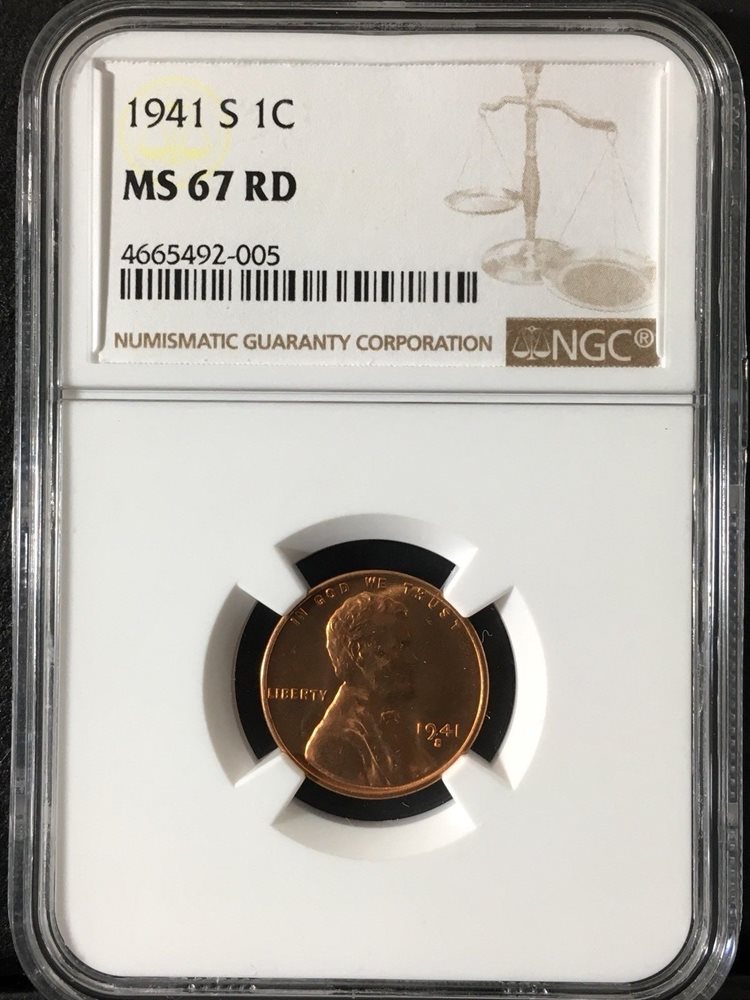 1941 S 1C
MS 67 RD
4665492-005
NUMISMATIC GUARANTY CORPORATION
NGC®
IN GOD WE TRUST
LIBERTY
1941
S